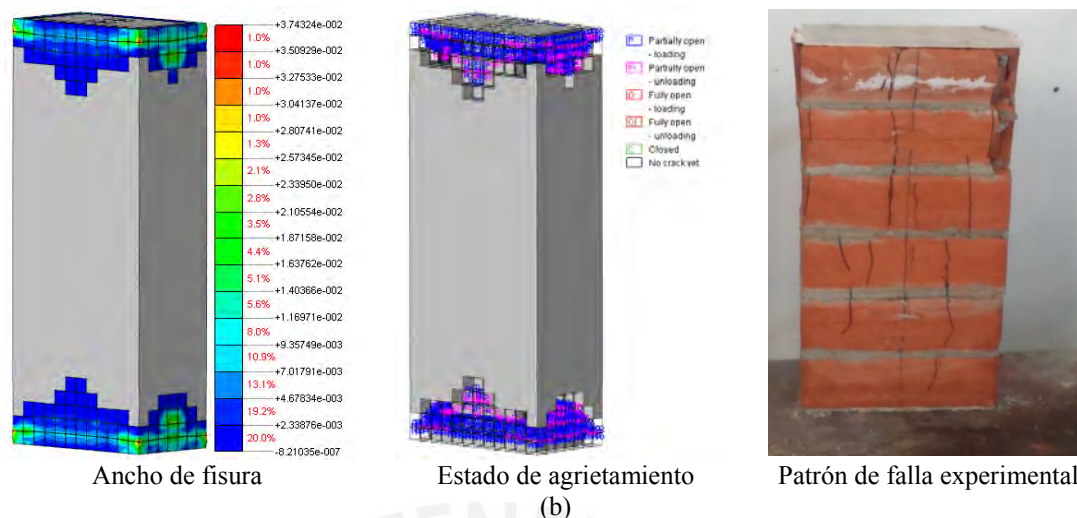 +3.74324e-002
1.0%
+3.50929e-002
1.0%
+3.27533e-002
1.0%
+3.04137e-002
1.0%
+2.80741e-002
1.3%
+2.57345e-002
2.1%
+2.33950e-002
2.8%
+2.10554e-002
3.5%
+1.87158e-002
4.4%
+1.63762e-002
5.1%
+1.40366e-002
5.6%
+1.16971e-002
8.0%
+9.35749e-003
10.9%
+7.01791e-003
13.1%
+4.67834e-003
19.2%
+2.33876e-003
20.0%
-8.21035e-007
Partially open
- loading
Partially open
- unloading
Fully open
- loading
Fully open
- unloading
Closed
No crack yet
Ancho de fisura
Estado de agrietamiento
Patrón de falla experimental
(b)